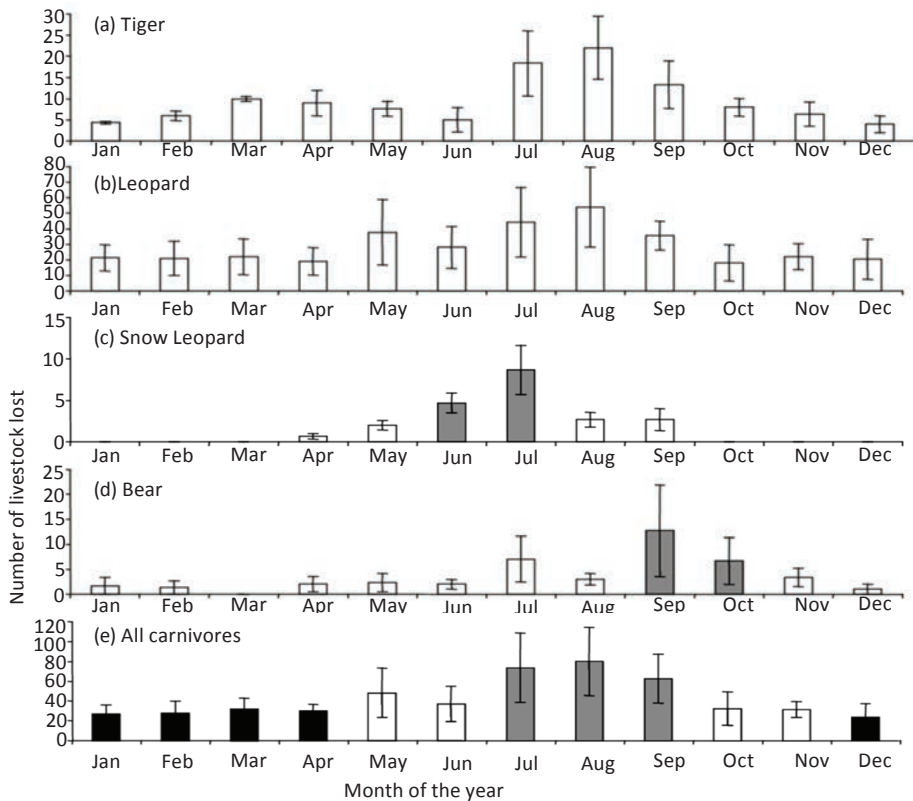 Number of livestock lost
(a) Tiger
30
25
20
15
10
5
0
Jan Feb Mar Apr May Jun Jul Aug Sep Oct Nov Dec
(b)Leopard
80
70
60
50
40
30
20
10
0
Jan Feb Mar Apr May Jun Jul Aug Sep Oct Nov Dec
(c) Snow Leopard
15
10
5
0
Jan Feb Mar Apr May Jun Jul Aug Sep Oct Nov Dec
(d) Bear
25
20
15
10
5
0
Jan Feb Mar Apr May Jun Jul Aug Sep Oct Nov Dec
(e) All carnivores
120
100
80
60
40
20
0
Jan Feb Mar Apr May Jun Jul Aug Sep Oct Nov Dec
Month of the year